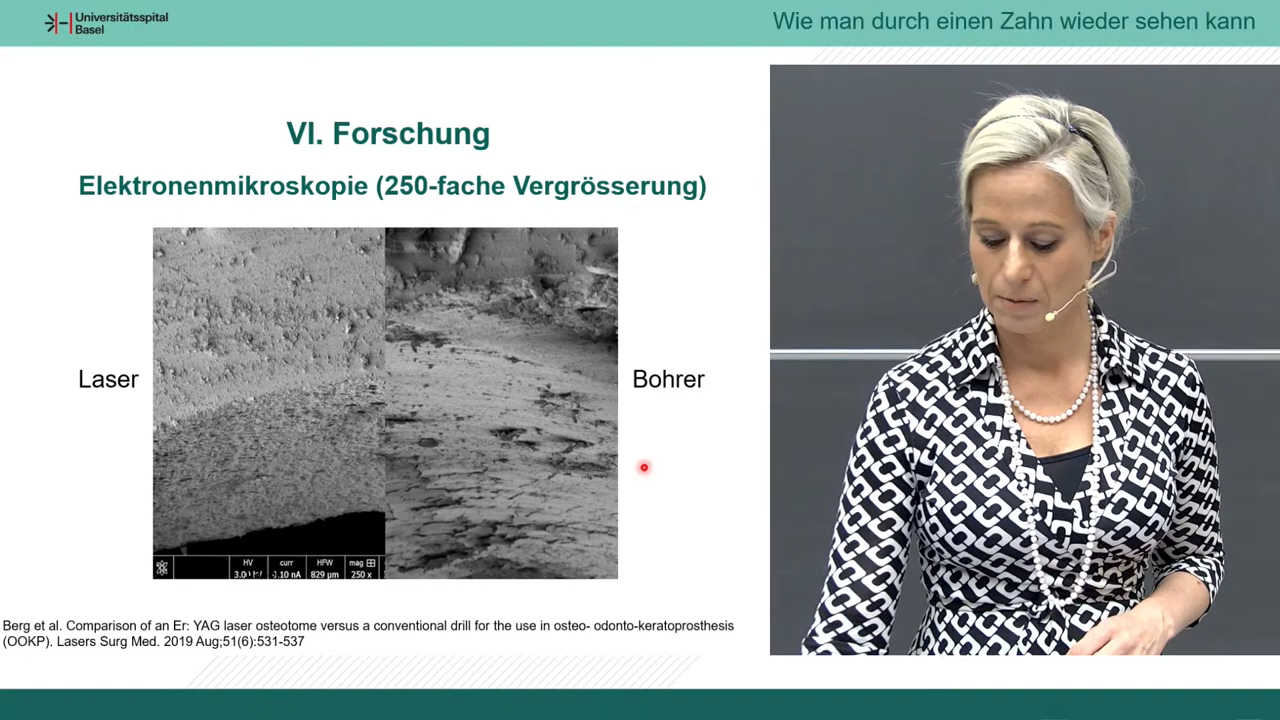 Universitätsspital
Basel
Wie man durch einen Zahn wieder sehen kann
VI. Forschung
Elektronenmikroskopie (250-fache Vergrösserung)
Laser
Bohrer
HV curr HFW mag
829 µm 250 x
Berg et al. Comparison of an Er: YAG laser osteotome versus a conventional drill for the use in osteo- odonto-keratoprosthesis
(OOKP). Lasers Surg Med. 2019 Aug;51(6):531-537